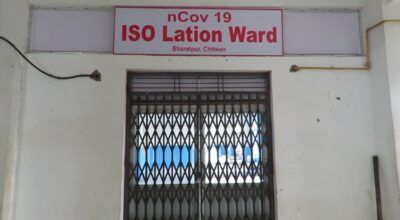 nCov 19
ISO Lation Ward
Bharatpur, Chitwan